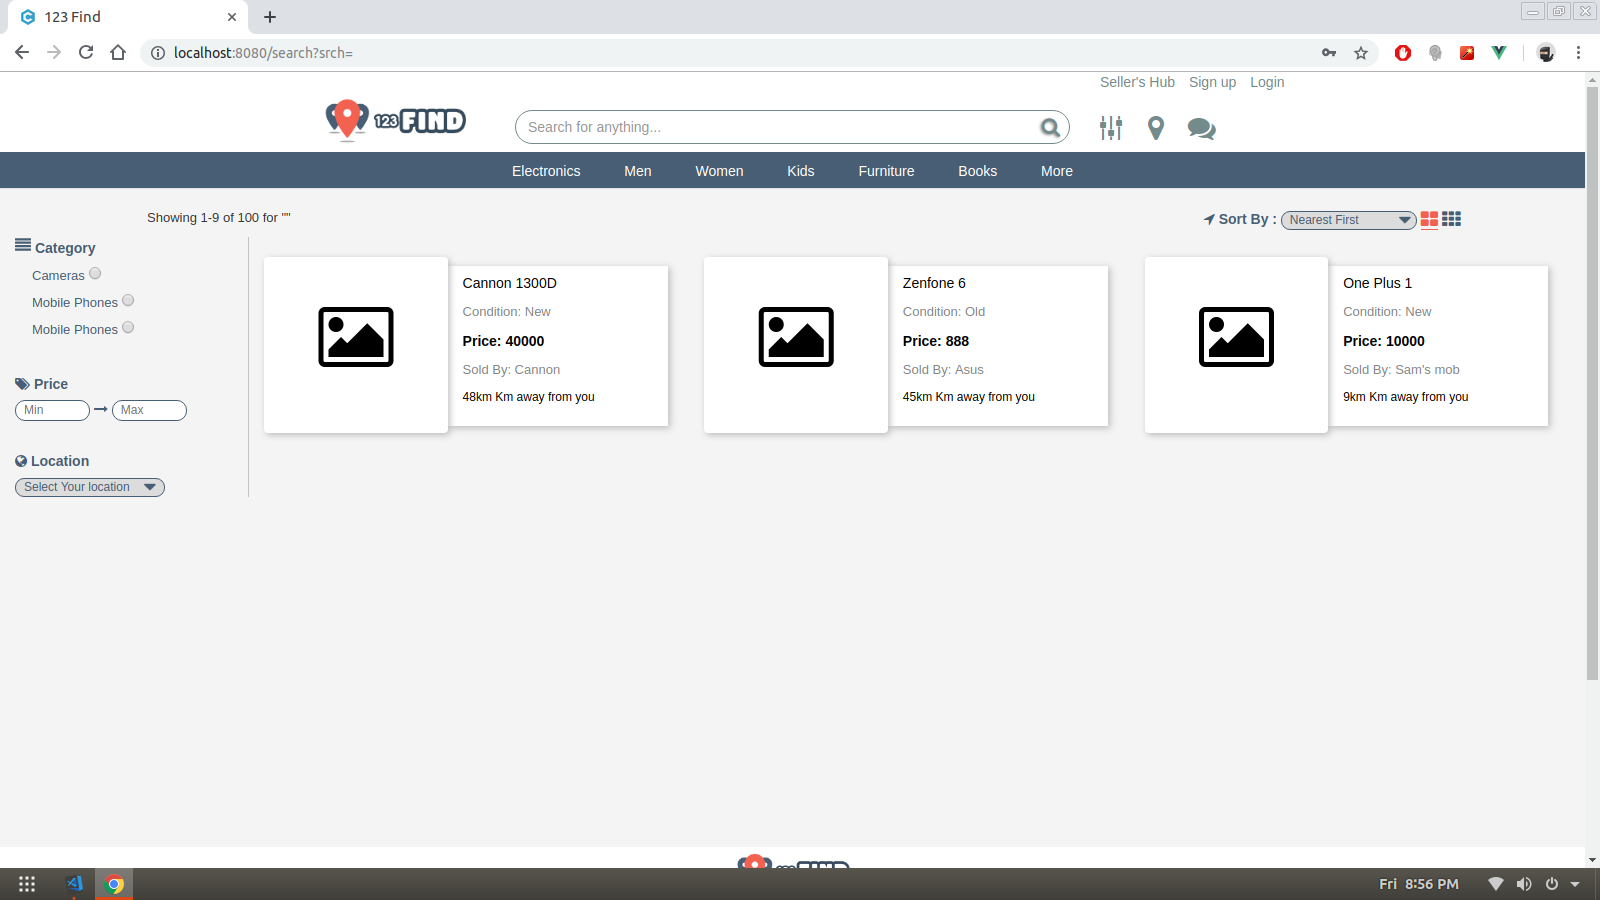 123 Find
localhost:8080/search?srch=
Seller's Hub Sign up Login
123 FIND
Search for anything...
Electronics Men Women Kids Furniture Books More
Showing 1-9 of 100 for ""
Sort By : Nearest First
Category
Cameras
Mobile Phones
Mobile Phones
Price
Min Max
Location
Select Your location
Cannon 1300D
Condition: New
Price: 40000
Sold By: Cannon
48km Km away from you
Zenfone 6
Condition: Old
Price: 888
Sold By: Asus
45km Km away from you
One Plus 1
Condition: New
Price: 10000
Sold By: Sam's mob
9km Km away from you
FIND
Fri 8:56 PM